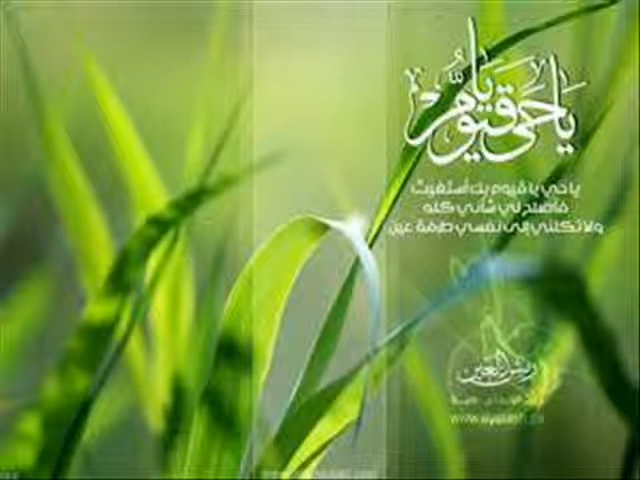 يا حي يا قيوم
يا حي يا قيوم بك أستغيث
فأصلح لي شأني كله
ولا تكلني إلى نفسي طرفة عين